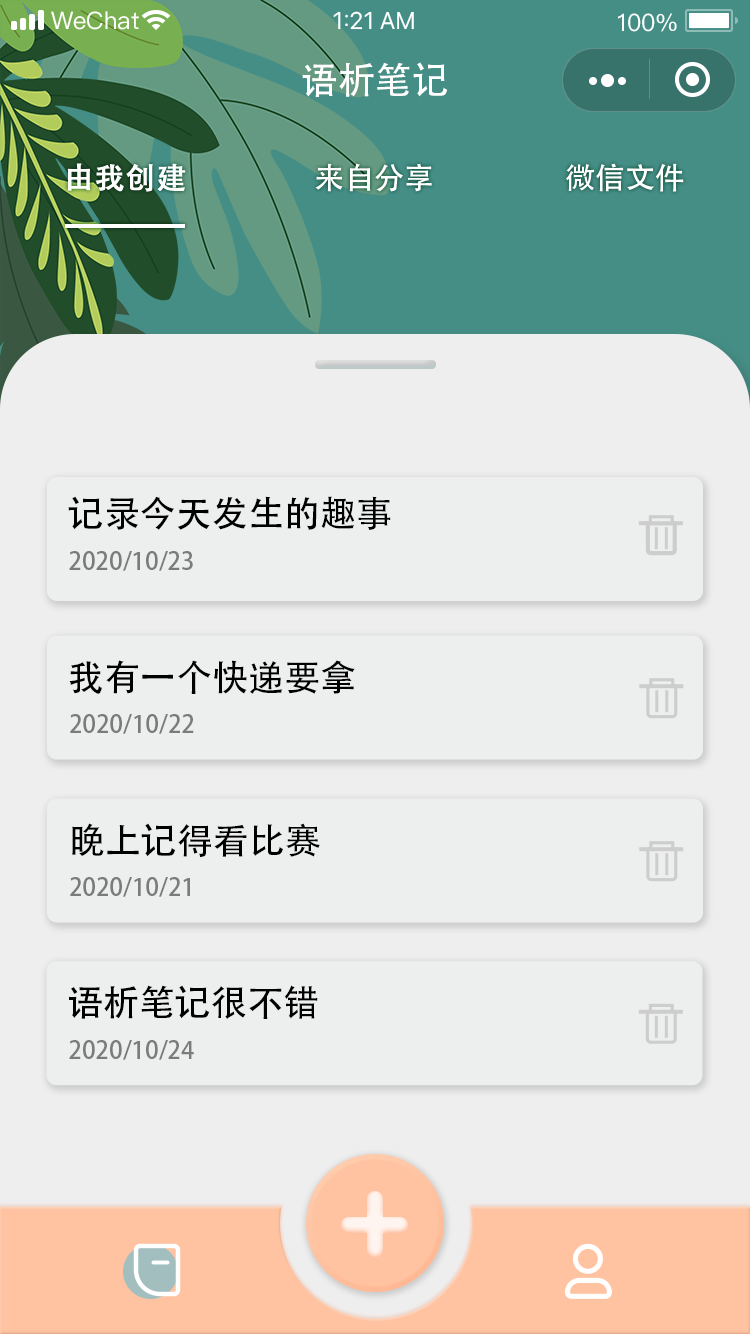 WeChat 1:21 AM 100%
语析笔记
由我创建 来自分享 微信文件
记录今天发生的趣事
2020/10/23
我有一个快递要拿
2020/10/22
晚上记得看比赛
2020/10/21
语析笔记很不错
2020/10/24